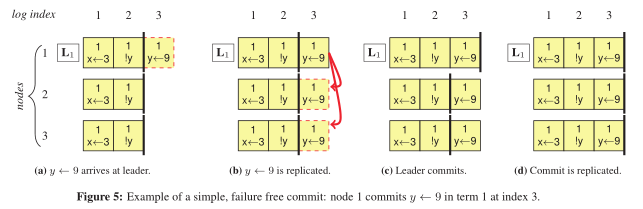 log index 1 2 3 1 2 3 1 2 3 1 2 3
nodes
1 L1 1 x←3 1 !y 1 y←9 L1 1 x←3 1 !y 1 y←9 L1 1 x←3 1 !y 1 y←9 L1 1 x←3 1 !y 1 y←9
2 1 x←3 1 !y 1 x←3 1 !y 1 y←9 1 x←3 1 !y 1 y←9 1 x←3 1 !y 1 y←9
3 1 x←3 1 !y 1 x←3 1 !y 1 y←9 1 x←3 1 !y 1 y←9 1 x←3 1 !y 1 y←9
(a) y ← 9 arrives at leader. (b) y ← 9 is replicated. (c) Leader commits. (d) Commit is replicated.
Figure 5: Example of a simple, failure free commit: node 1 commits y ← 9 in term 1 at index 3.